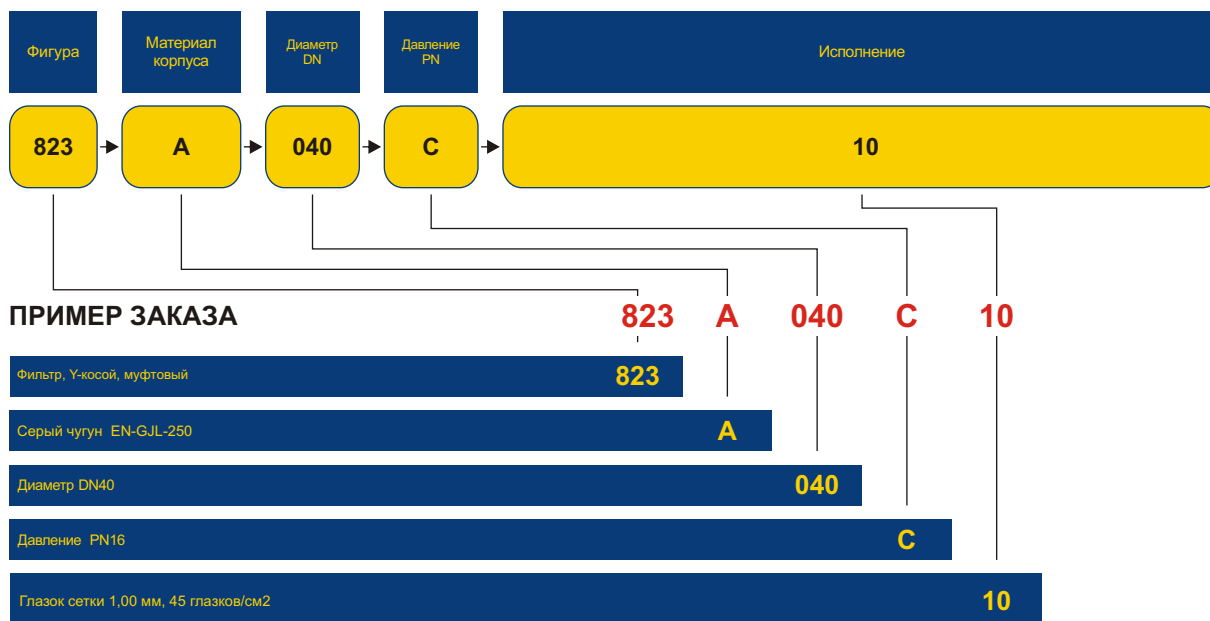 Фигура
Материал
корпуса
Диаметр
DN
Давление
PN
Исполнение
823
A
040
C
10
ПРИМЕР ЗАКАЗА
823 A 040 C 10
Фильтр, Y-косой, муфтовый 823
Серый чугун EN-GJL-250 A
Диаметр DN40 040
Давление PN16 C
Глазок сетки 1,00 мм, 45 глазков/см2 10